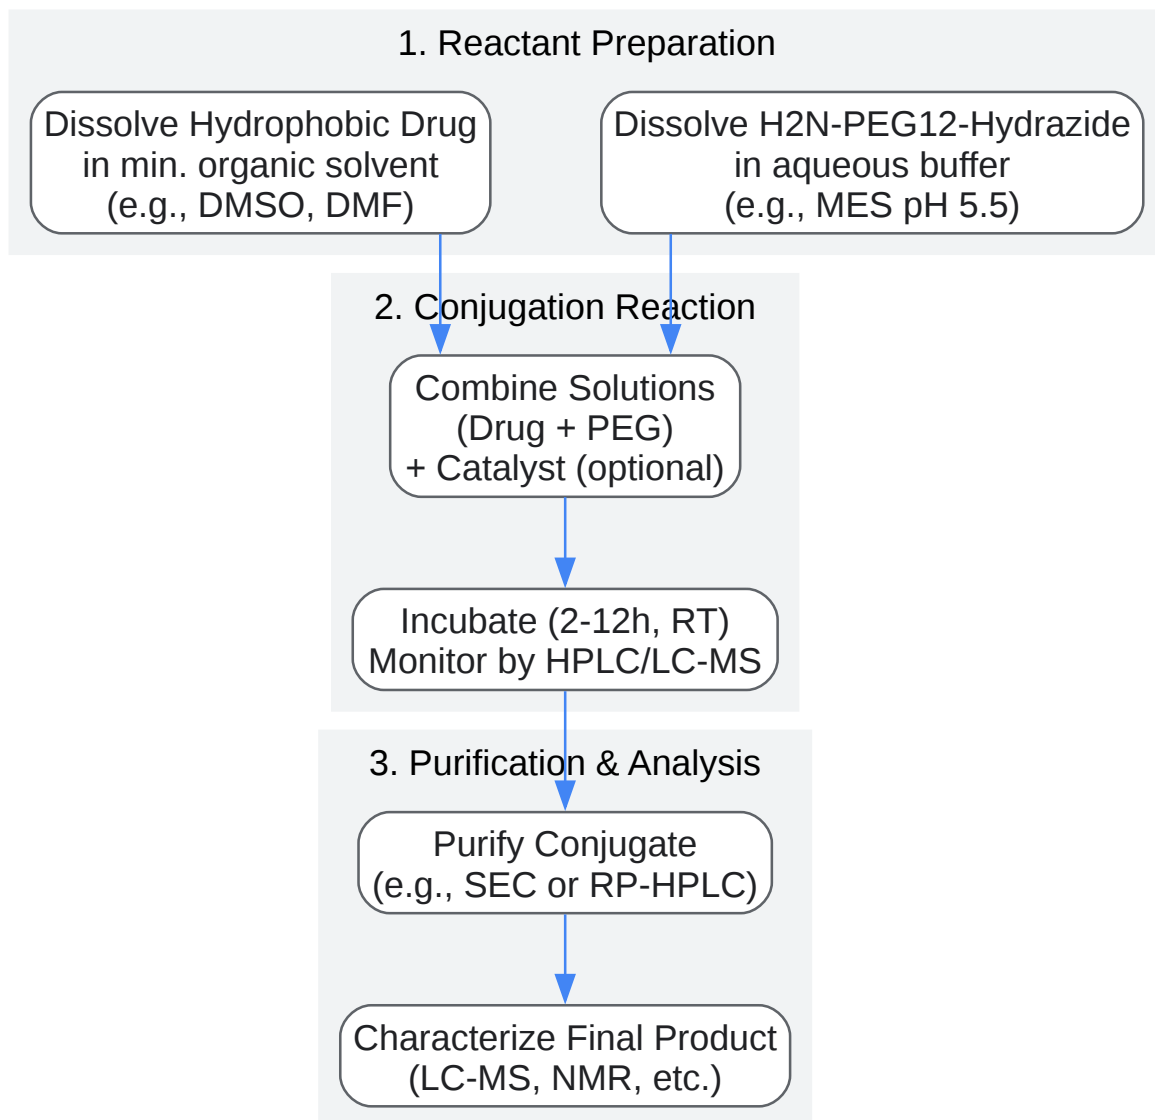 1. Reactant Preparation
Dissolve Hydrophobic Drug
in min. organic solvent
(e.g., DMSO, DMF)
Dissolve H2N-PEG12-Hydrazide
in aqueous buffer
(e.g., MES pH 5.5)
2. Conjugation Reaction
Combine Solutions
(Drug + PEG)
+ Catalyst (optional)
Incubate (2-12h, RT)
Monitor by HPLC/LC-MS
3. Purification & Analysis
Purify Conjugate
(e.g., SEC or RP-HPLC)
Characterize Final Product
(LC-MS, NMR, etc.)